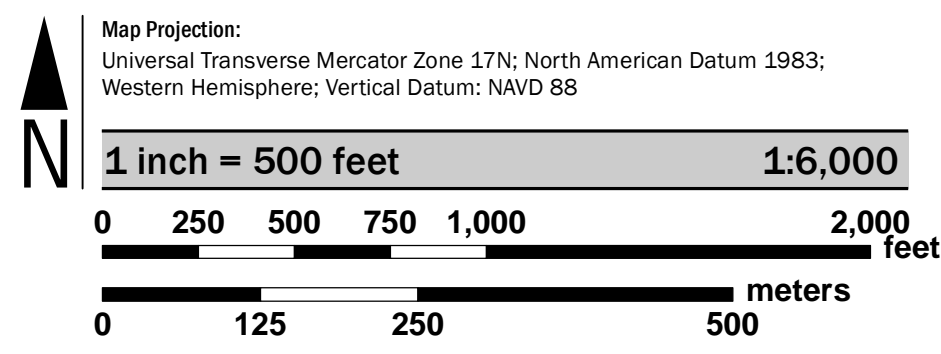 Map Projection:
Universal Transverse Mercator Zone 17N; North American Datum 1983;
Western Hemisphere; Vertical Datum: NAVD 88
N
1 inch = 500 feet 1:6,000
0 250 500 750 1,000 2,000
feet
meters
0 125 250 500